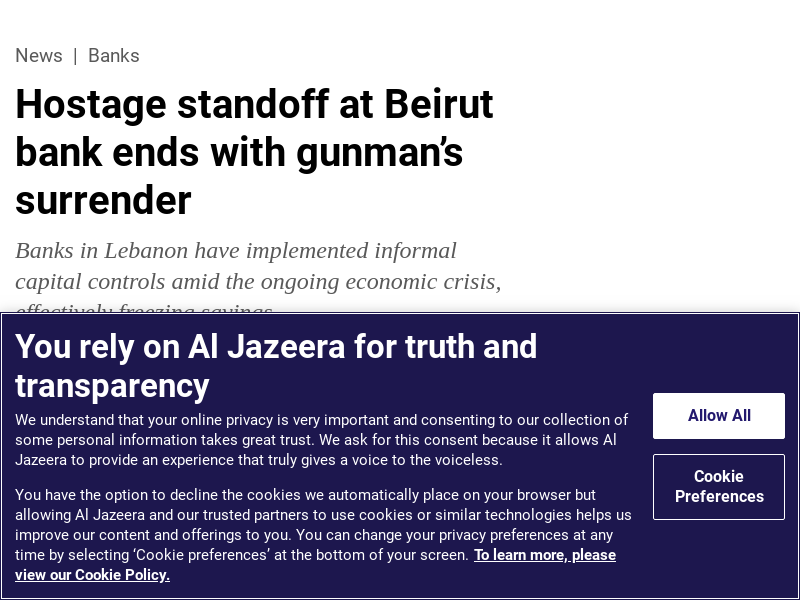 News | Banks
Hostage standoff at Beirut
bank ends with gunman’s
surrender
Banks in Lebanon have implemented informal
capital controls amid the ongoing economic crisis,
effectively freezing savings
You rely on Al Jazeera for truth and
transparency
We understand that your online privacy is very important and consenting to our collection of
some personal information takes great trust. We ask for this consent because it allows Al
Jazeera to provide an experience that truly gives a voice to the voiceless.
You have the option to decline the cookies we automatically place on your browser but
allowing Al Jazeera and our trusted partners to use cookies or similar technologies helps us
improve our content and offerings to you. You can change your privacy preferences at any
time by selecting ‘Cookie preferences’ at the bottom of your screen. To learn more, please
view our Cookie Policy.
Allow All
Cookie
Preferences